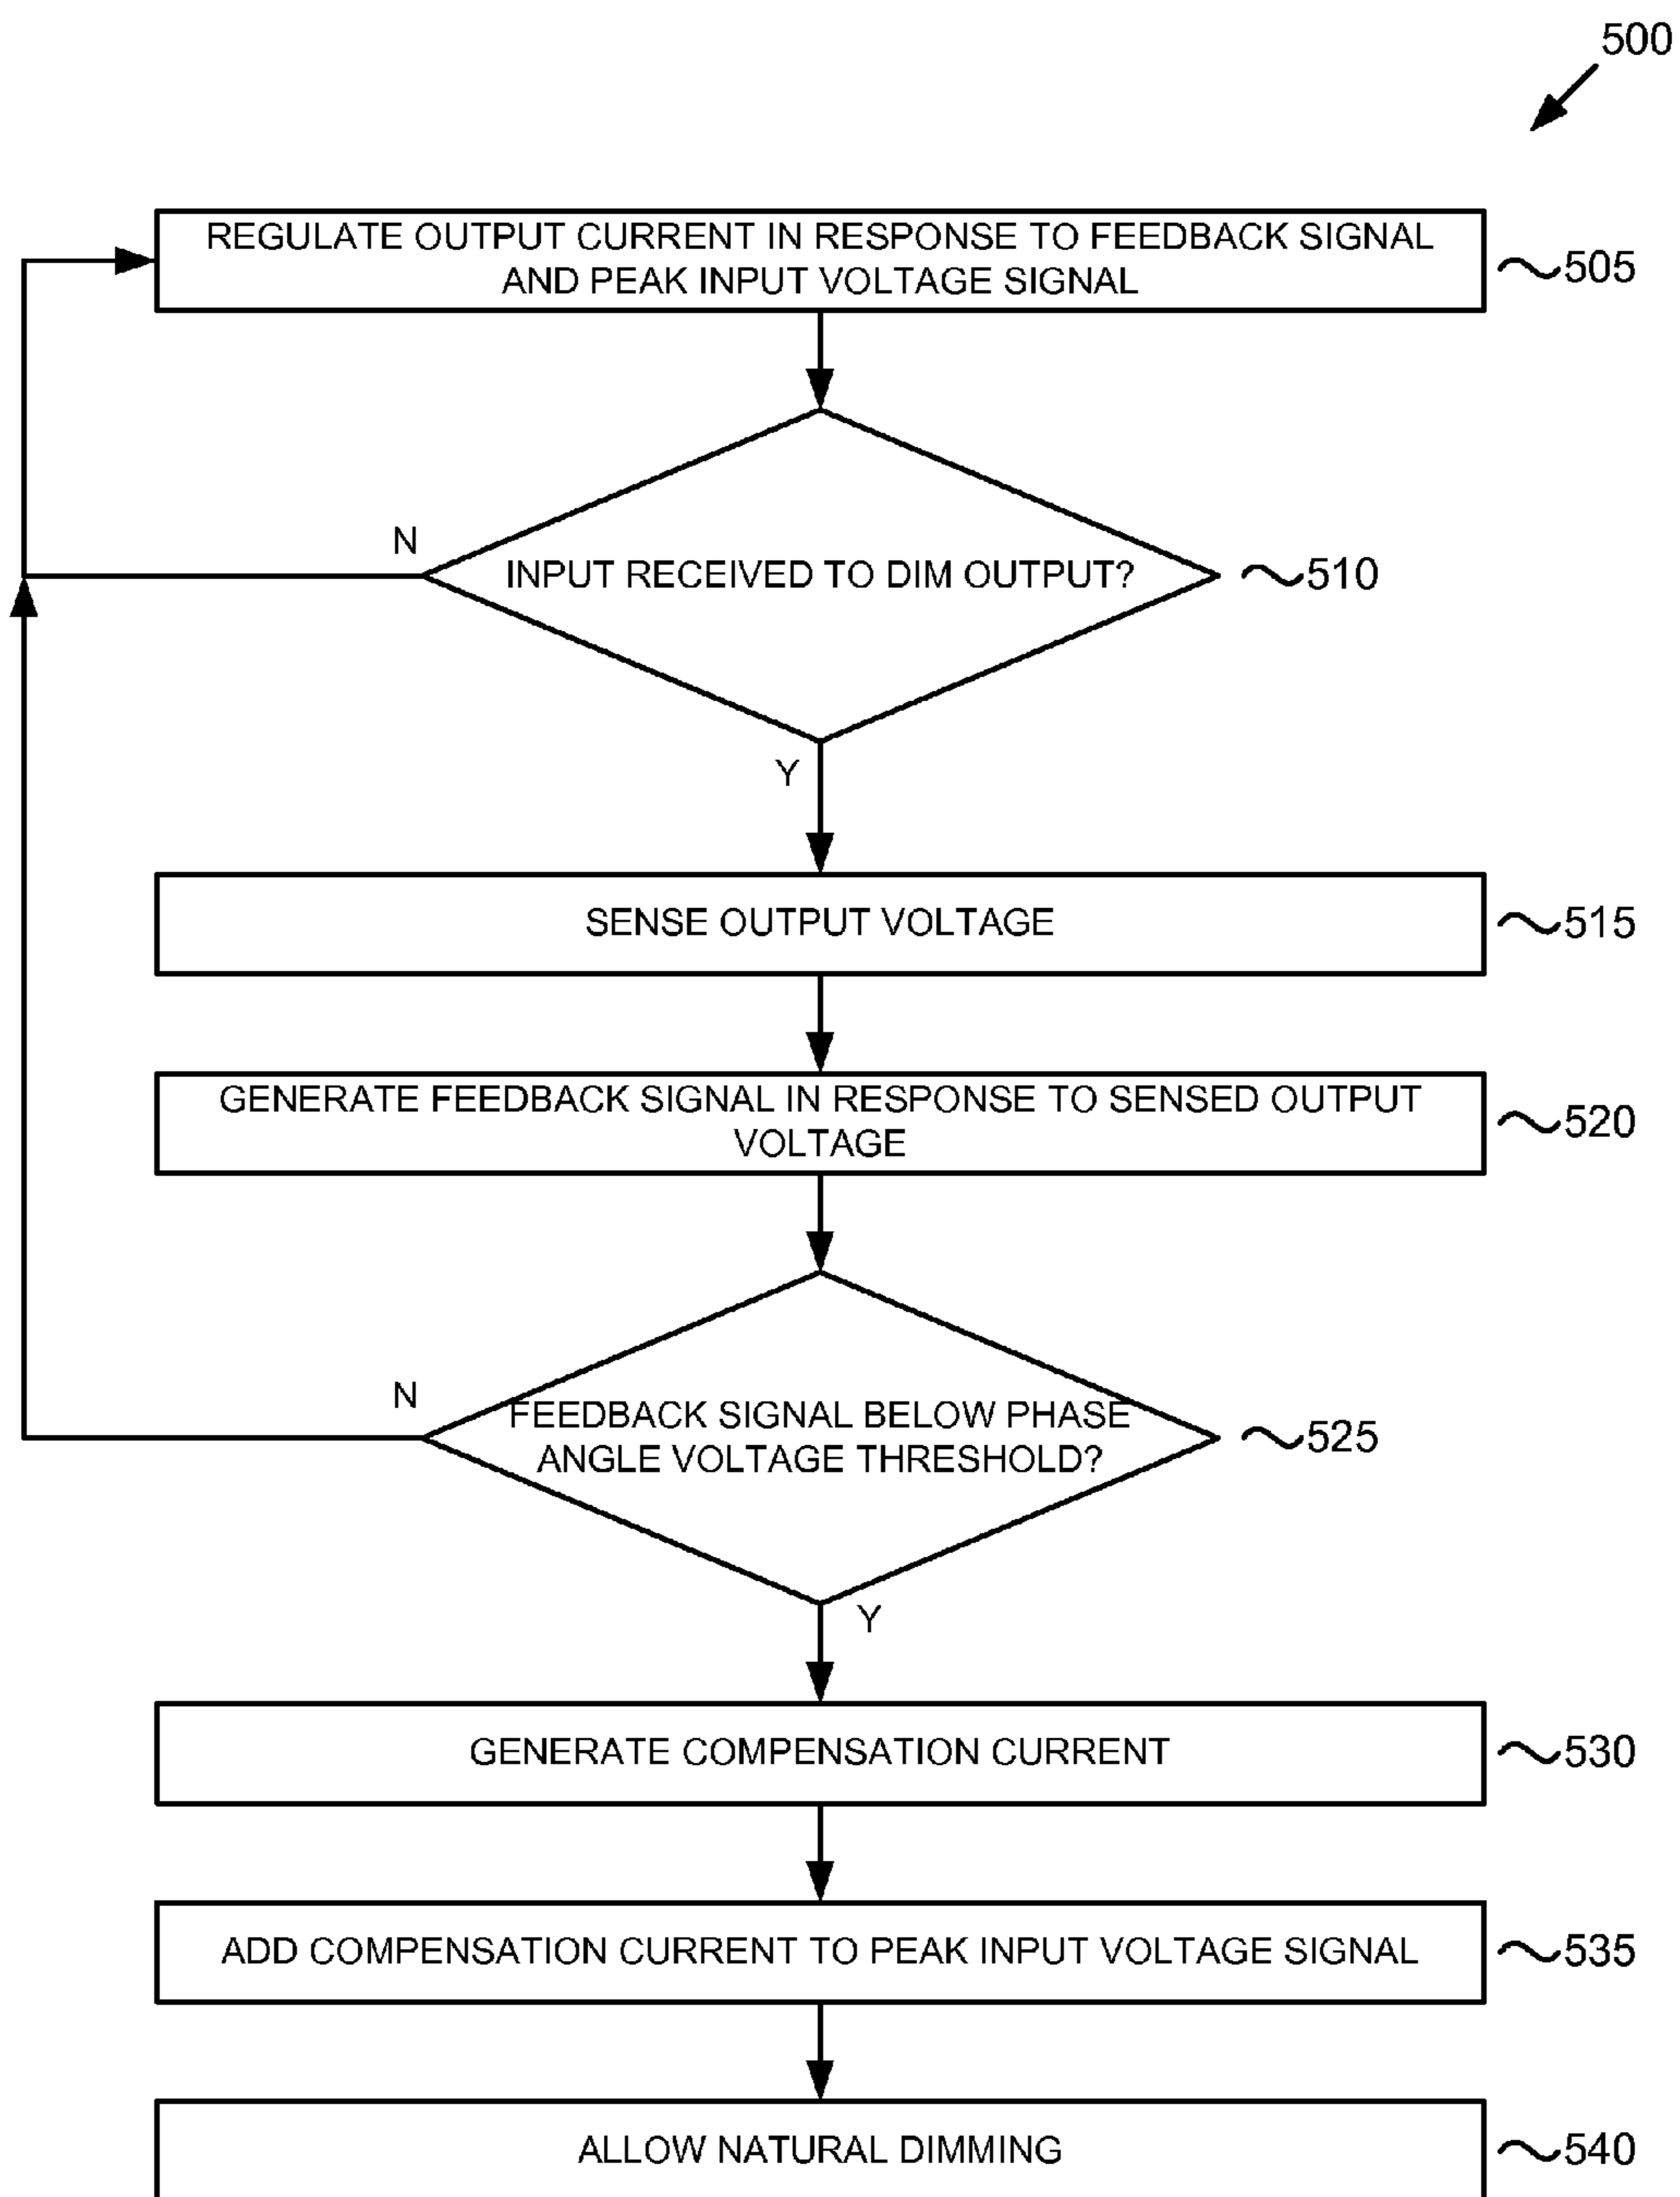 500
REGULATE OUTPUT CURRENT IN RESPONSE TO FEEDBACK SIGNAL
AND PEAK INPUT VOLTAGE SIGNAL
505
N
INPUT RECEIVED TO DIM OUTPUT?
510
Y
SENSE OUTPUT VOLTAGE
515
GENERATE FEEDBACK SIGNAL IN RESPONSE TO SENSED OUTPUT
VOLTAGE
520
N
FEEDBACK SIGNAL BELOW PHASE
ANGLE VOLTAGE THRESHOLD?
525
Y
GENERATE COMPENSATION CURRENT
530
ADD COMPENSATION CURRENT TO PEAK INPUT VOLTAGE SIGNAL
535
ALLOW NATURAL DIMMING
540